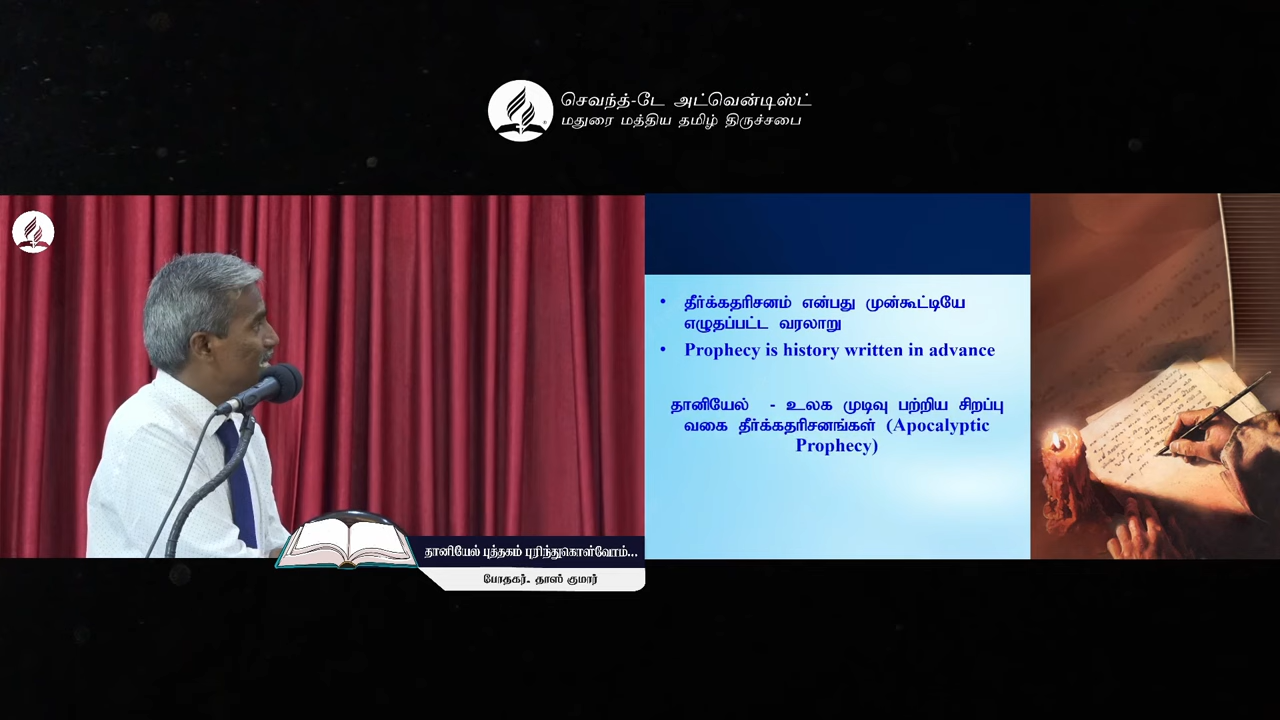 செவந்த்-டே அட்வென்டிஸ்ட்
மதுரை மத்திய தமிழ் திருச்சபை
• தீர்க்கதரிசனம் என்பது முன்கூட்டியே
எழுதப்பட்ட வரலாறு
• Prophecy is history written in advance
தானியேல் - உலக முடிவு பற்றிய சிறப்பு
வகை தீர்க்கதரிசனங்கள் (Apocalyptic
Prophecy)
தானியேல் புத்தகம் புரிந்துகொள்வோம்...
போதகர். தாஸ் குமார்